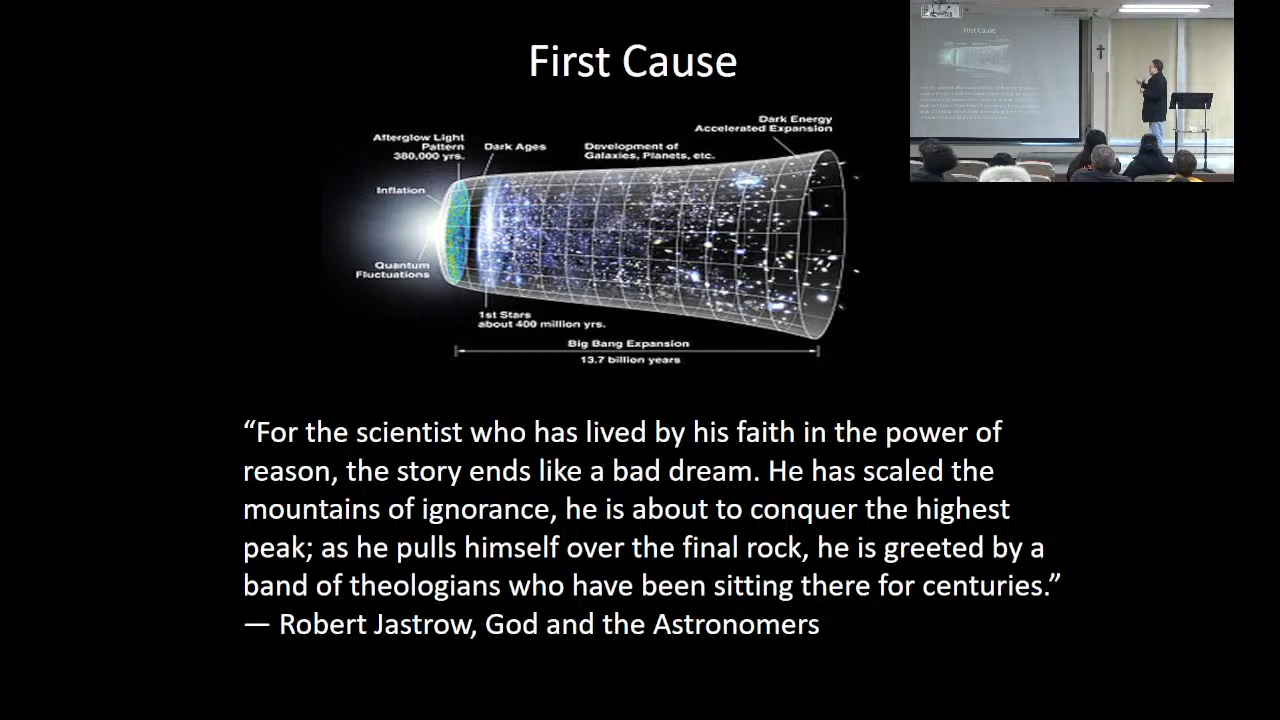 First Cause
Dark Energy
Accelerated Expansion
Afterglow Light
Pattern
380,000 yrs.
Dark Ages
Development of
Galaxies, Planets, etc.
Inflation
Quantum
Fluctuations
1st Stars
about 400 million yrs.
Big Bang Expansion
13.7 billion years
“For the scientist who has lived by his faith in the power of
reason, the story ends like a bad dream. He has scaled the
mountains of ignorance, he is about to conquer the highest
peak; as he pulls himself over the final rock, he is greeted by a
band of theologians who have been sitting there for centuries.”
— Robert Jastrow, God and the Astronomers
First Cause